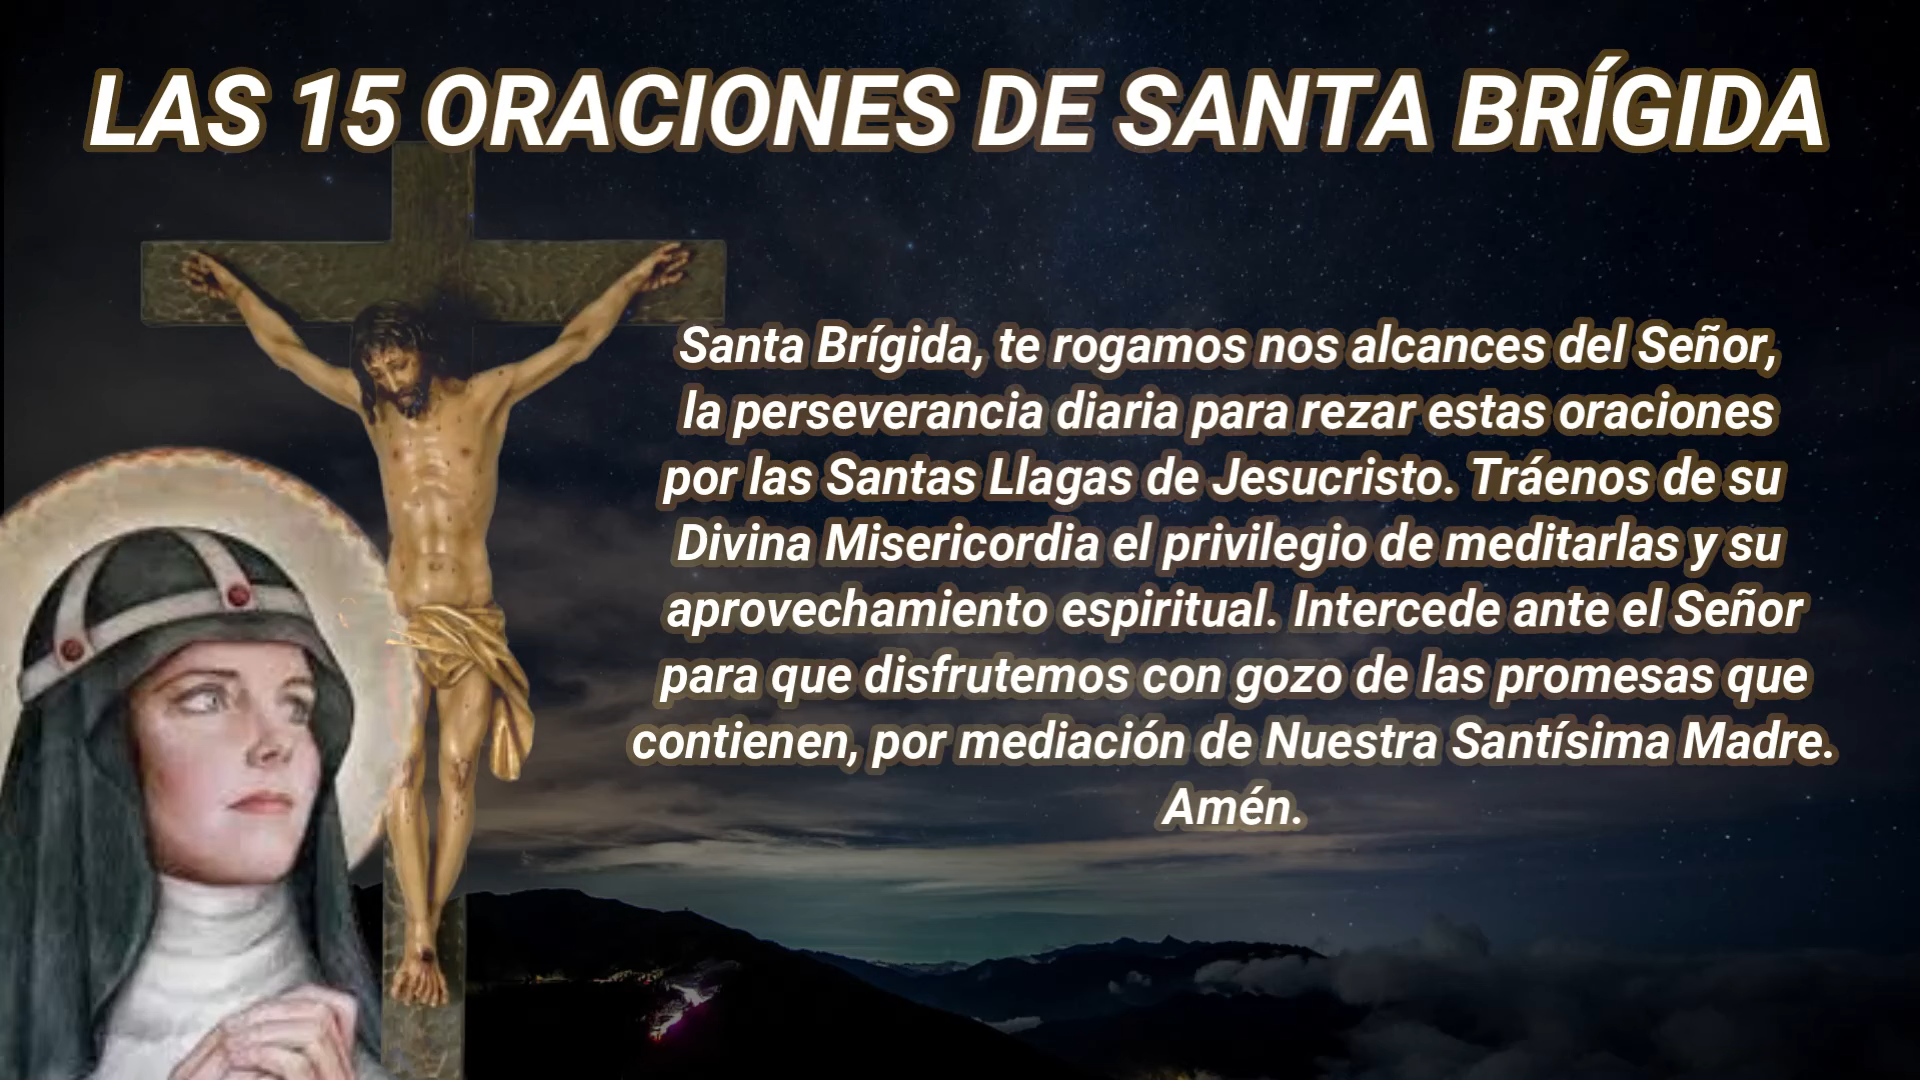 LAS 15 ORACIONES DE SANTA BRÍGIDA
Santa Brígida, te rogamos nos alcances del Señor,
la perseverancia diaria para rezar estas oraciones
por las Santas Llagas de Jesucristo. Tráenos de su
Divina Misericordia el privilegio de meditarlas y su
aprovechamiento espiritual. Intercede ante el Señor
para que disfrutemos con gozo de las promesas que
contienen, por mediación de Nuestra Santísima Madre.
Amén.